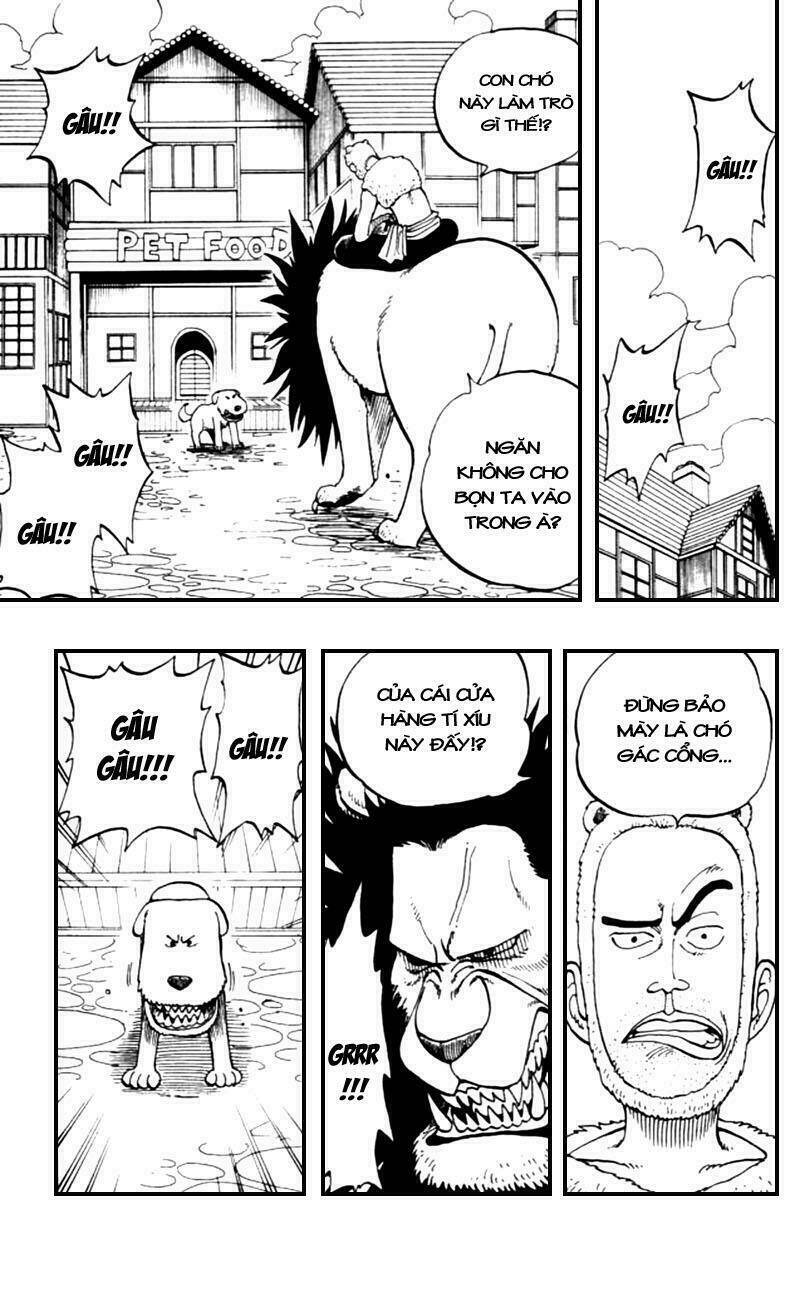 GÂU!!
GÂU!!
CON CHÓ
NÀY LÀM TRÒ
GÌ THẾ!?
GÂU!!
PET FOOD
GÂU!!
GÂU!!
NGĂN
KHÔNG CHO
BỌN TA VÀO
TRONG À?
ĐỪNG BẢO
MÀY LÀ CHÓ
GÁC CỔNG...
CỦA CÁI CỬA
HÀNG TÍ XÍU
NÀY ĐẤY!?
GRRR
!!!
GÂU!!
GÂU
GÂU!!!